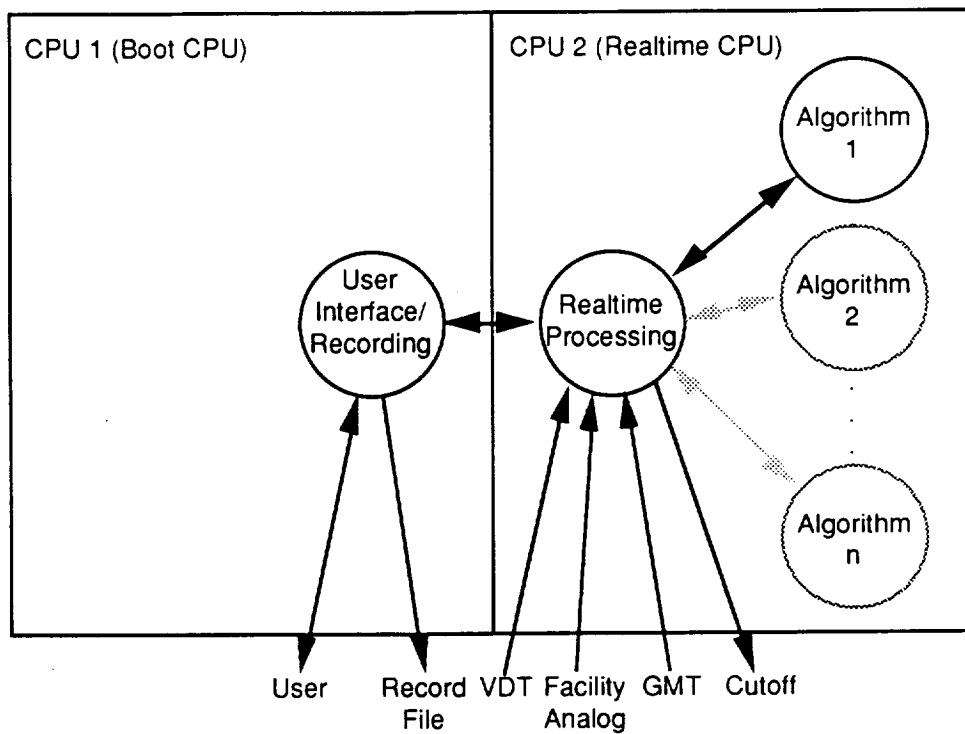 CPU 1 (Boot CPU)
CPU 2 (Realtime CPU)
Algorithm
1
User
Interface/
Recording
Realtime
Processing
Algorithm
2
.
.
.
.
Algorithm
n
User
Record
File
VDT
Facility
Analog
GMT
Cutoff